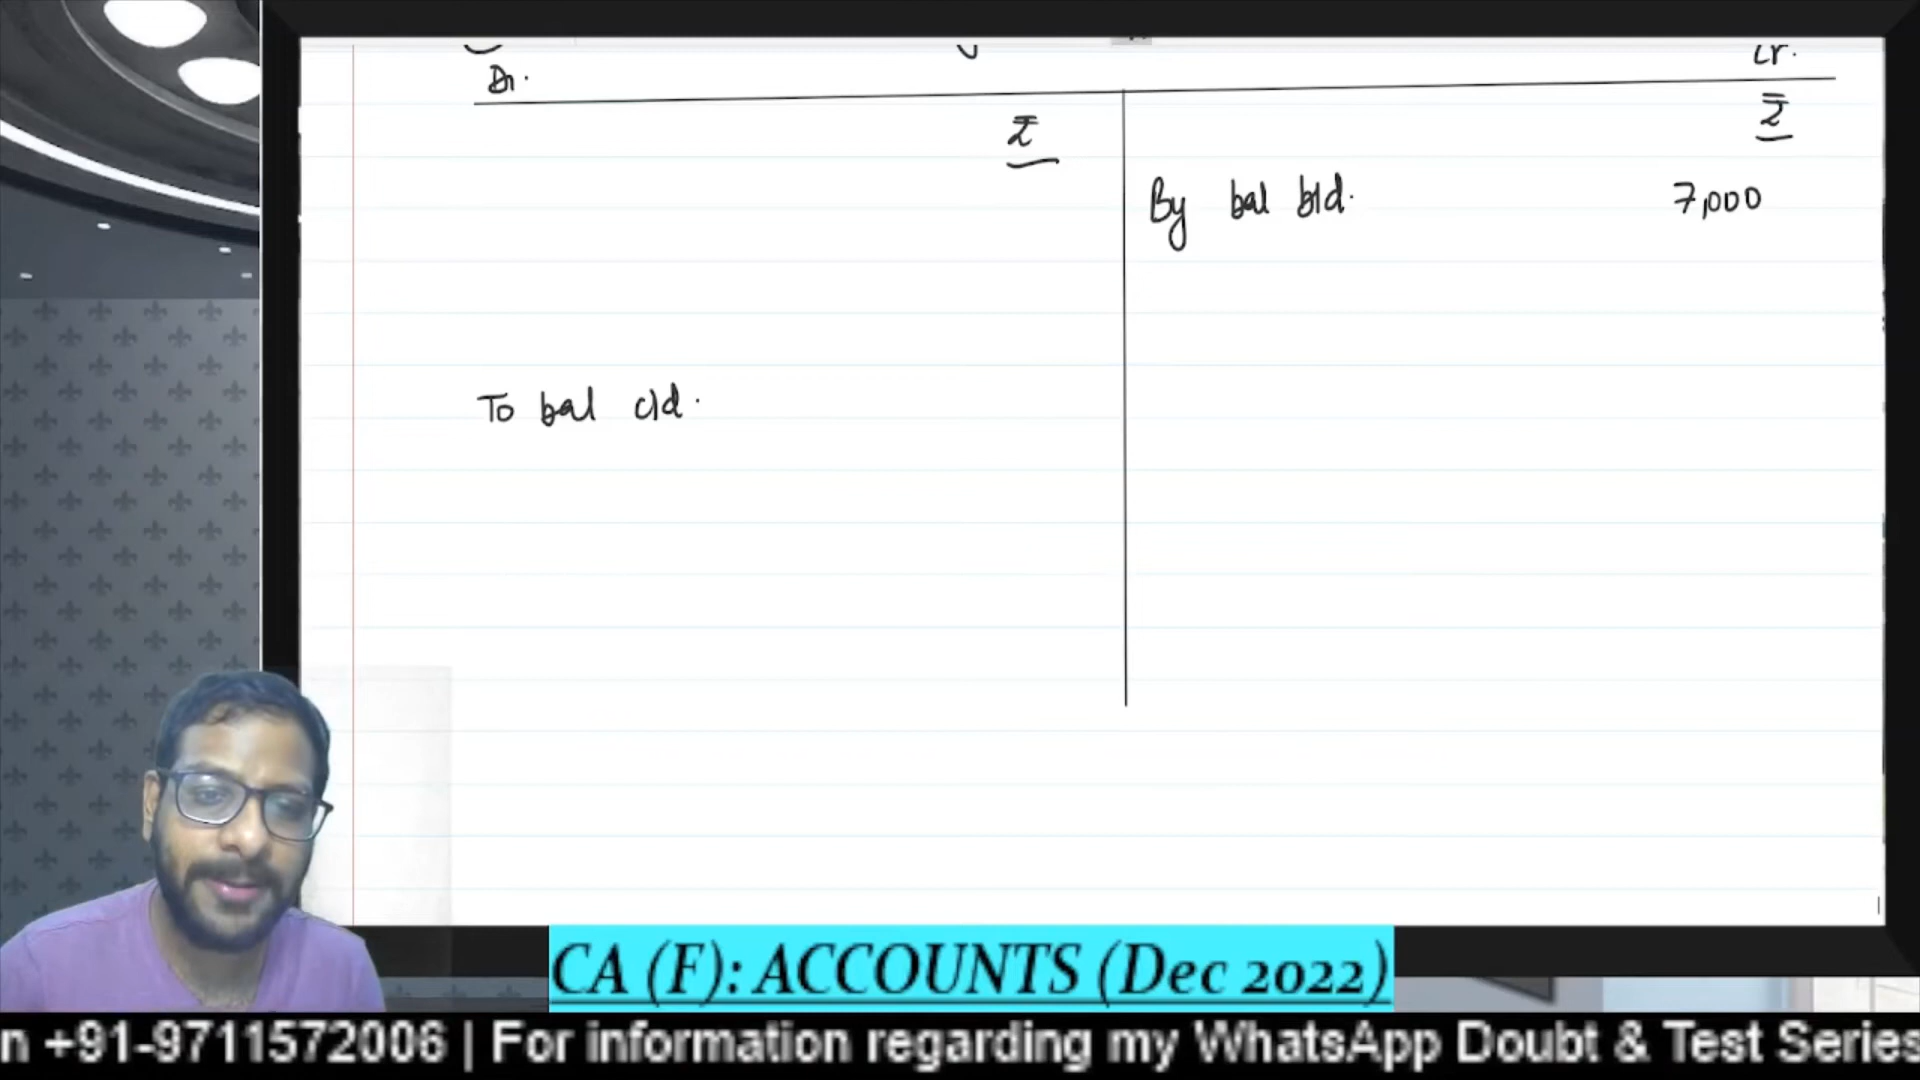 Dr.
Cr.
₹
₹
By bal b/d. 7,000
To bal c/d.
CA (F): ACCOUNTS (Dec 2022)
n +91-9711572006 | For information regarding my WhatsApp Doubt & Test Series